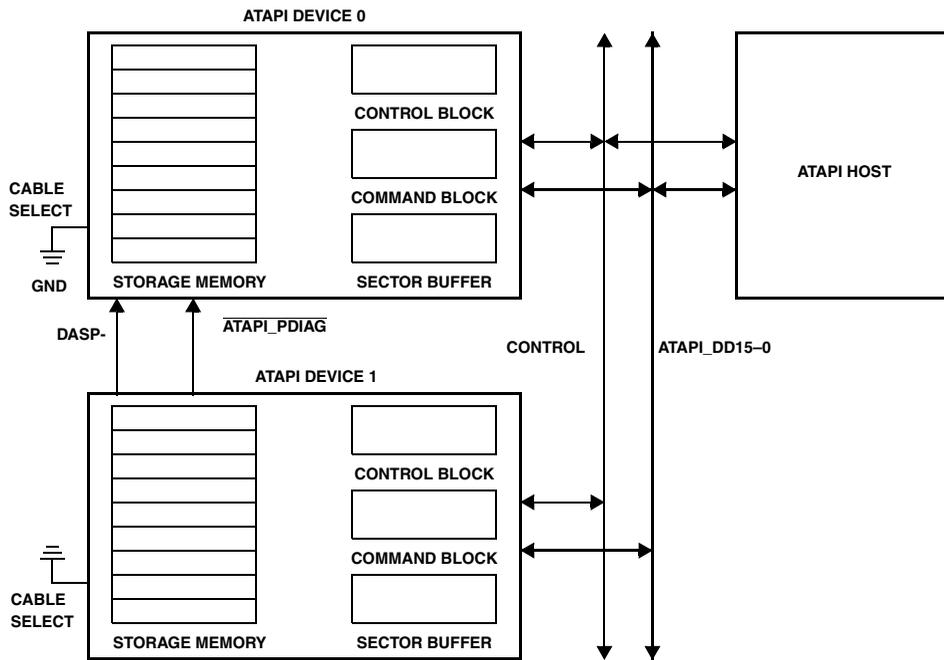 ATAPI DEVICE 0
CONTROL BLOCK
COMMAND BLOCK
CABLE
SELECT
GND
STORAGE MEMORY
SECTOR BUFFER
ATAPI HOST
DASP-
ATAPI_PDIAG
CONTROL
ATAPI_DD15–0
ATAPI DEVICE 1
CONTROL BLOCK
COMMAND BLOCK
CABLE
SELECT
STORAGE MEMORY
SECTOR BUFFER